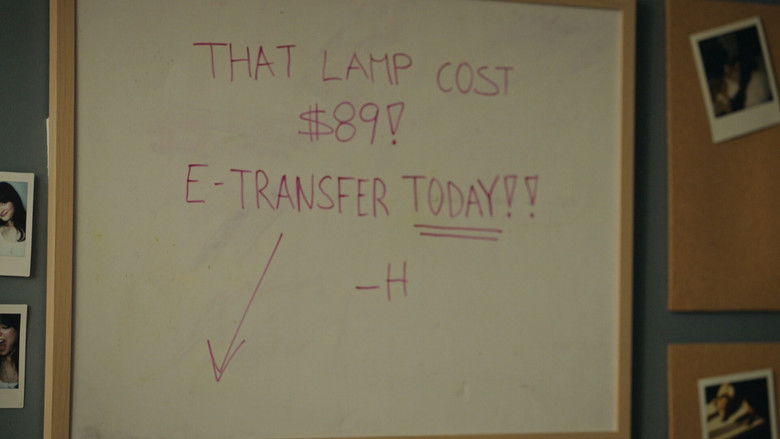 THAT LAMP COST
$89!
E-TRANSFER TODAY!!
-H